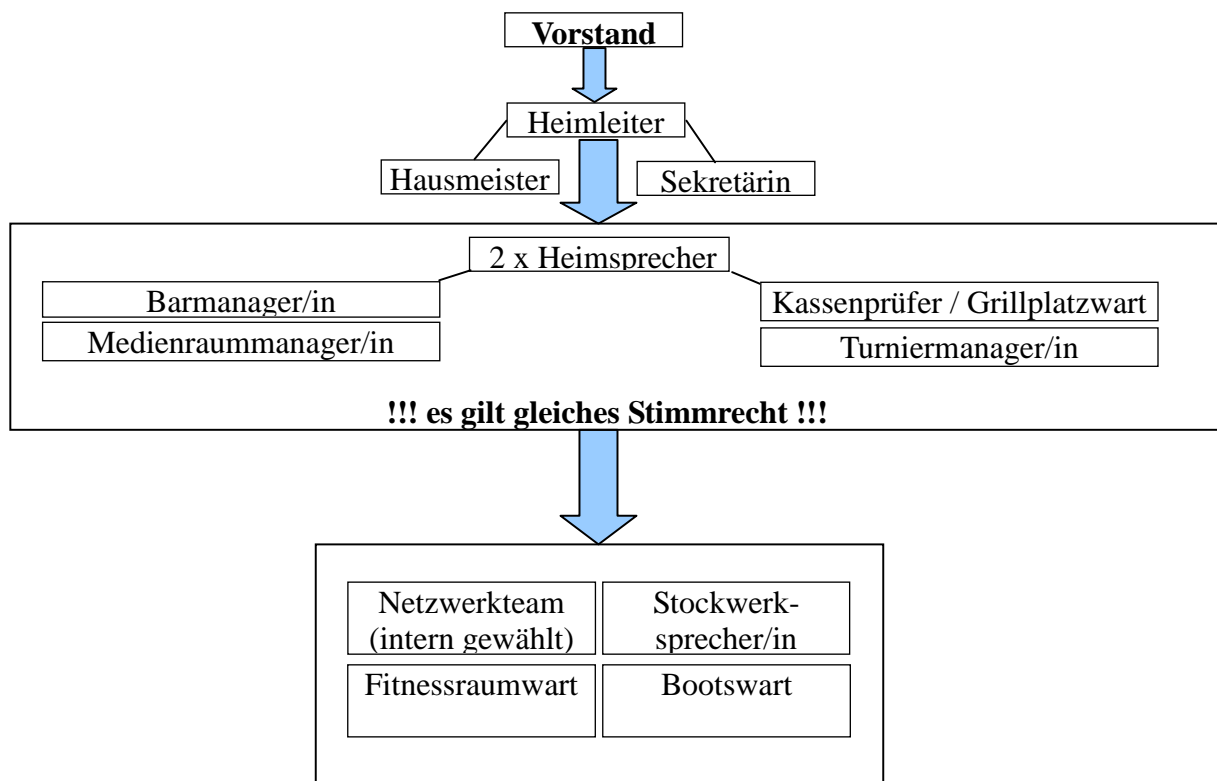 Vorstand
Heimleiter
Hausmeister
Sekretärin
2 x Heimsprecher
Barmanager/in
Kassenprüfer / Grillplatzwart
Medienraummanager/in
Turniermanager/in
!!! es gilt gleiches Stimmrecht !!!
Netzwerkteam
(intern gewählt)
Stockwerk-
sprecher/in
Fitnessraumwart
Bootswart